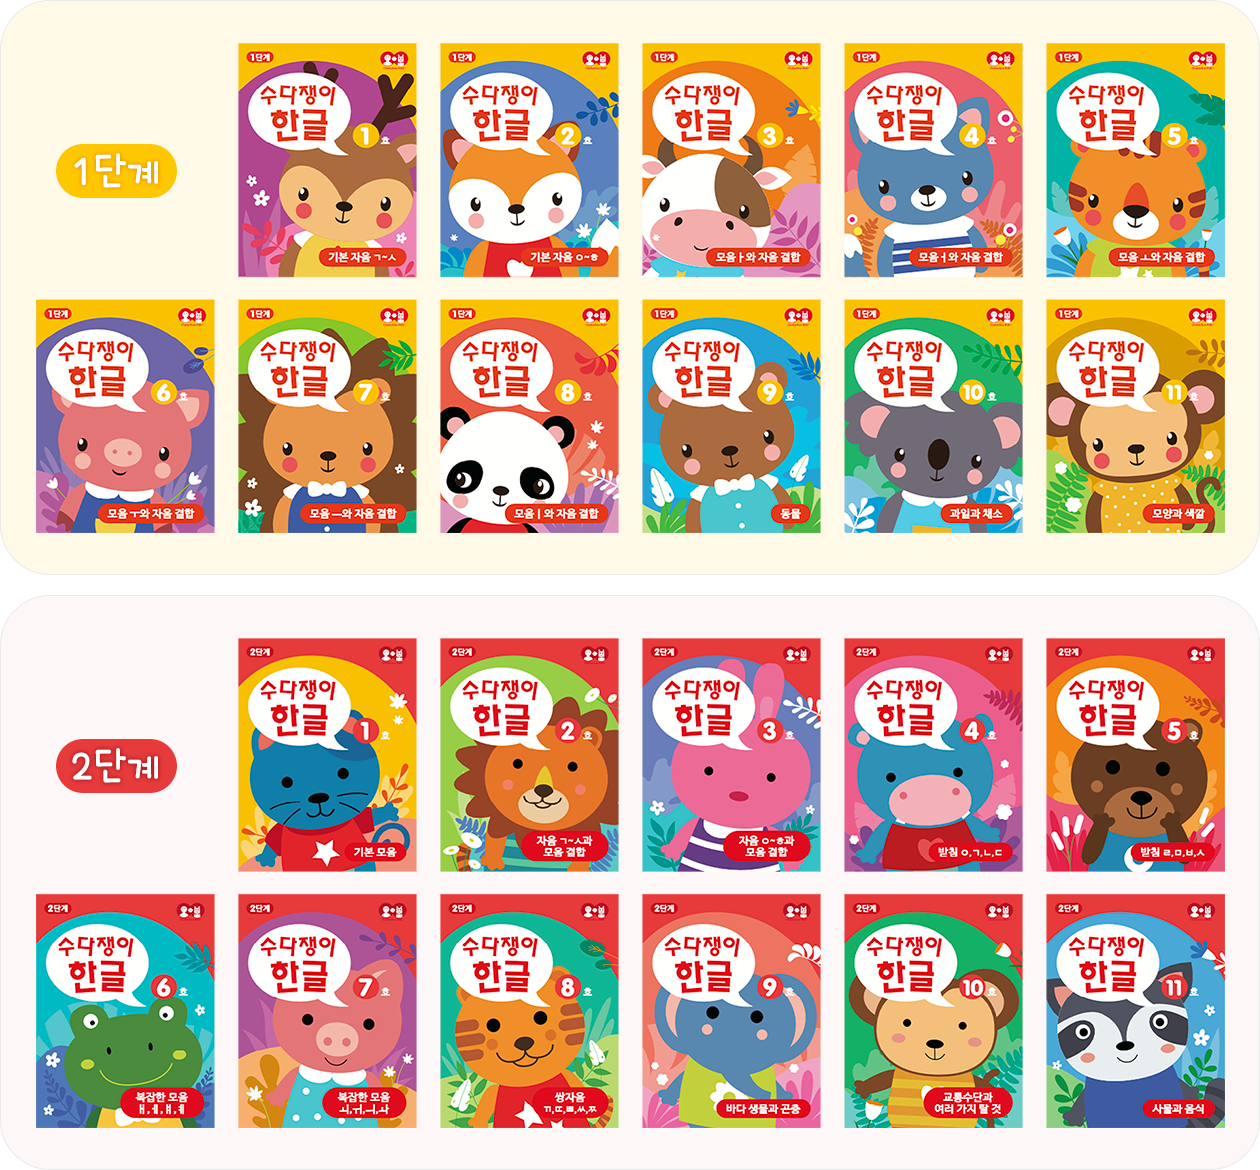 1단계
1단계
수다쟁이
한글
1호
기본 자음 ㄱ~ㅅ
1단계
수다쟁이
한글
2호
기본 자음 ㅇ~ㅎ
1단계
수다쟁이
한글
3호
모음ㅏ와 자음 결합
1단계
수다쟁이
한글
4호
모음ㅓ와 자음 결합
1단계
수다쟁이
한글
5호
모음ㅗ와 자음 결합
1단계
수다쟁이
한글
6호
모음ㅜ와 자음 결합
1단계
수다쟁이
한글
7호
모음ㅡ와 자음 결합
1단계
수다쟁이
한글
8호
모음ㅣ와 자음 결합
1단계
수다쟁이
한글
9호
동물
1단계
수다쟁이
한글
10호
과일과 채소
1단계
수다쟁이
한글
11호
모양과 색깔
2단계
2단계
수다쟁이
한글
1호
기본 모음
2단계
수다쟁이
한글
2호
자음 ㄱ~ㅅ과
모음 결합
2단계
수다쟁이
한글
3호
자음 ㅇ~ㅎ과
모음 결합
2단계
수다쟁이
한글
4호
받침 ㅇ,ㄱ,ㄴ,ㄷ
2단계
수다쟁이
한글
5호
받침 ㄹ,ㅁ,ㅂ,ㅅ
2단계
수다쟁이
한글
6호
복잡한 모음
2단계
수다쟁이
한글
7호
복잡한 모음
2단계
수다쟁이
한글
8호
쌍자음
ㄲ,ㄸ,ㅃ,ㅆ,ㅉ
2단계
수다쟁이
한글
9호
바다 생물과 곤충
2단계
수다쟁이
한글
10호
교통수단과
여러 가지 탈 것
2단계
수다쟁이
한글
11호
사물과 음식